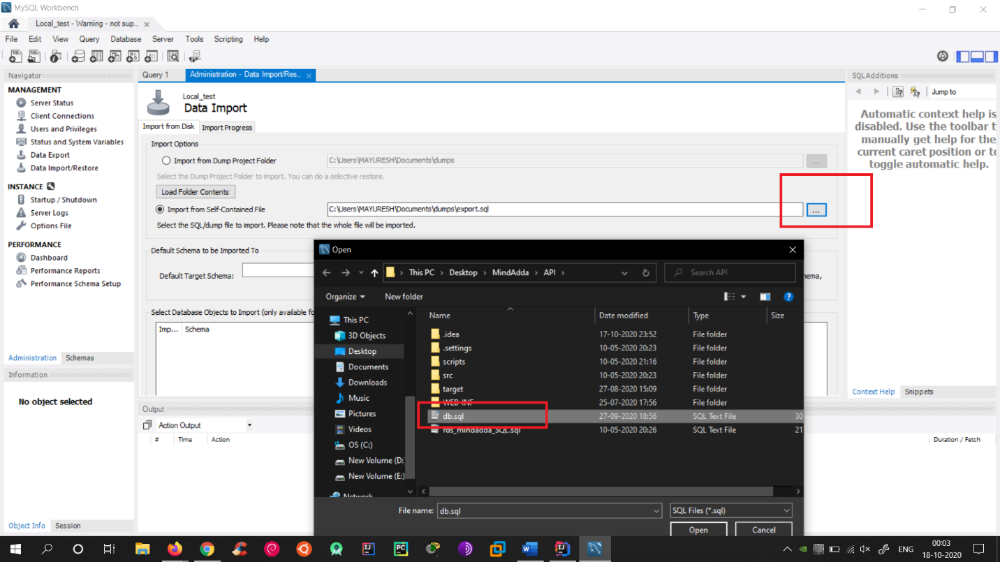 MySQL Workbench
Local_test - Warning - not sup...
File Edit View Query Database Server Tools Scripting Help
Navigator
MANAGEMENT
Server Status
Client Connections
Users and Privileges
Status and System Variables
Data Export
Data Import/Restore
INSTANCE
Startup / Shutdown
Server Logs
Options File
PERFORMANCE
Dashboard
Performance Reports
Performance Schema Setup
Administration Schemas
Information
No object selected
Object Info Session
Query 1 Administration - Data Import/Res...
Local_test
Data Import
Import from Disk Import Progress
Import Options
Import from Dump Project Folder C:\Users\MAYURESH\Documents\dumps ...
Select the Dump Project Folder to import. You can do a selective restore.
Load Folder Contents
Import from Self-Contained File C:\Users\MAYURESH\Documents\dumps\export.sql ...
Select the SQL/dump file to import. Please note that the whole file will be imported.
Default Schema to be Imported To
Default Target Schema: hema,
Select Database Objects to Import (only available fo
Imp... Schema
Output
Action Output
# Time Action Duration / Fetch
SQLAdditions
Jump to
Automatic context help is
disabled. Use the toolbar t
manually get help for the
current caret position or to
toggle automatic help.
Context Help Snippets
Open
This PC Desktop MindAdda API Search API
Organize New folder
This PC
3D Objects
Desktop
Documents
Downloads
Music
Pictures
Videos
OS (C:)
New Volume (D:
New Volume (E:)
Network
Name Date modified Type Size
.idea 17-10-2020 23:52 File folder
.settings 10-05-2020 20:23 File folder
scripts 10-05-2020 21:16 File folder
src 10-05-2020 20:23 File folder
target 27-08-2020 15:09 File folder
WEB-INF 25-07-2020 17:56 File folder
db.sql 27-09-2020 18:56 SQL Text File 30
rds_mindadda_SQL.sql 10-05-2020 20:26 SQL Text File 21
File name: db.sql SQL Files (*.sql)
Open Cancel
ENG
00:03
18-10-2020